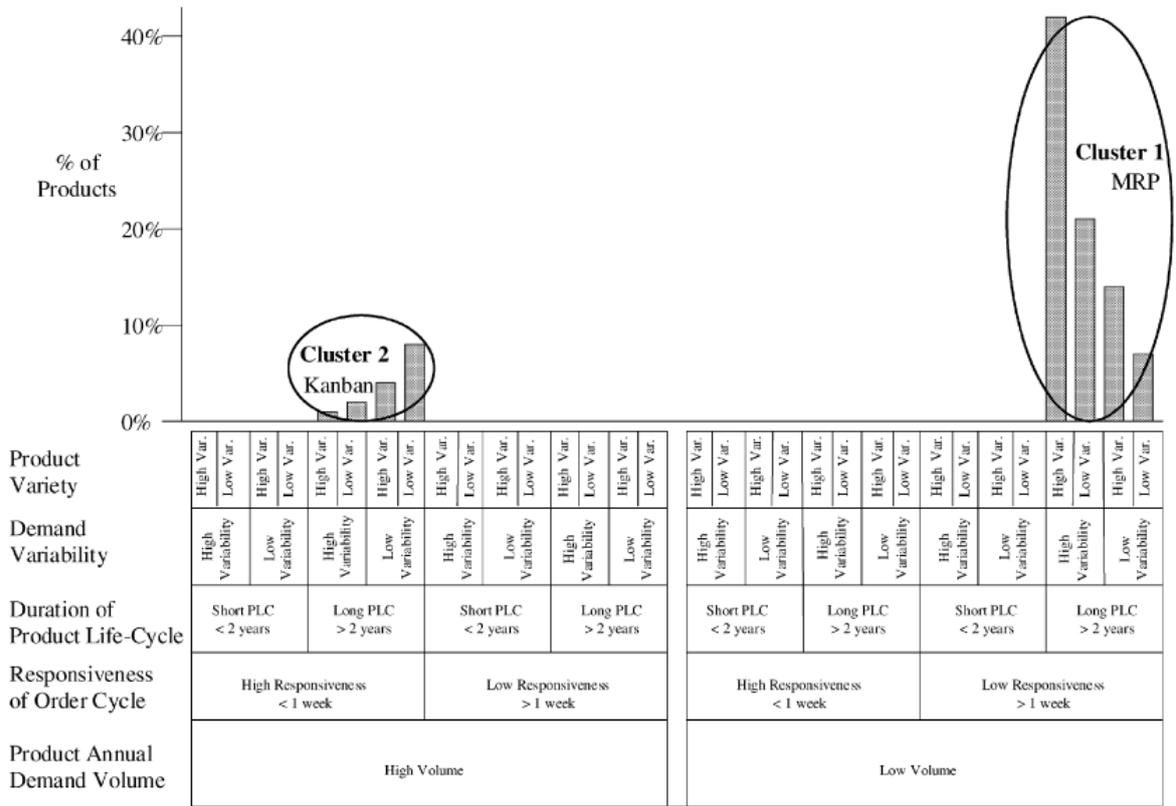 40%
30%
% of
Products
20%
10%
0%
Cluster 1
MRP
Cluster 2
Kanban
Product
Variety
High Var.
Low Var.
High Var.
Low Var.
High Var.
Low Var.
High Var.
Low Var.
High Var.
Low Var.
High Var.
Low Var.
High Var.
Low Var.
High Var.
Low Var.
High Var.
Low Var.
High Var.
Low Var.
High Var.
Low Var.
High Var.
Low Var.
High Var.
Low Var.
High Var.
Low Var.
High Var.
Low Var.
High Var.
Low Var.
Demand
Variability
High
Variability
Low
Variability
High
Variability
Low
Variability
High
Variability
Low
Variability
High
Variability
Low
Variability
High
Variability
Low
Variability
High
Variability
Low
Variability
High
Variability
Low
Variability
High
Variability
Low
Variability
Duration of
Product Life-Cycle
Short PLC
< 2 years
Long PLC
> 2 years
Short PLC
< 2 years
Long PLC
> 2 years
Short PLC
< 2 years
Long PLC
> 2 years
Short PLC
< 2 years
Long PLC
> 2 years
Responsiveness
of Order Cycle
High Responsiveness
< 1 week
Low Responsiveness
> 1 week
High Responsiveness
< 1 week
Low Responsiveness
> 1 week
Product Annual
Demand Volume
High Volume
Low Volume